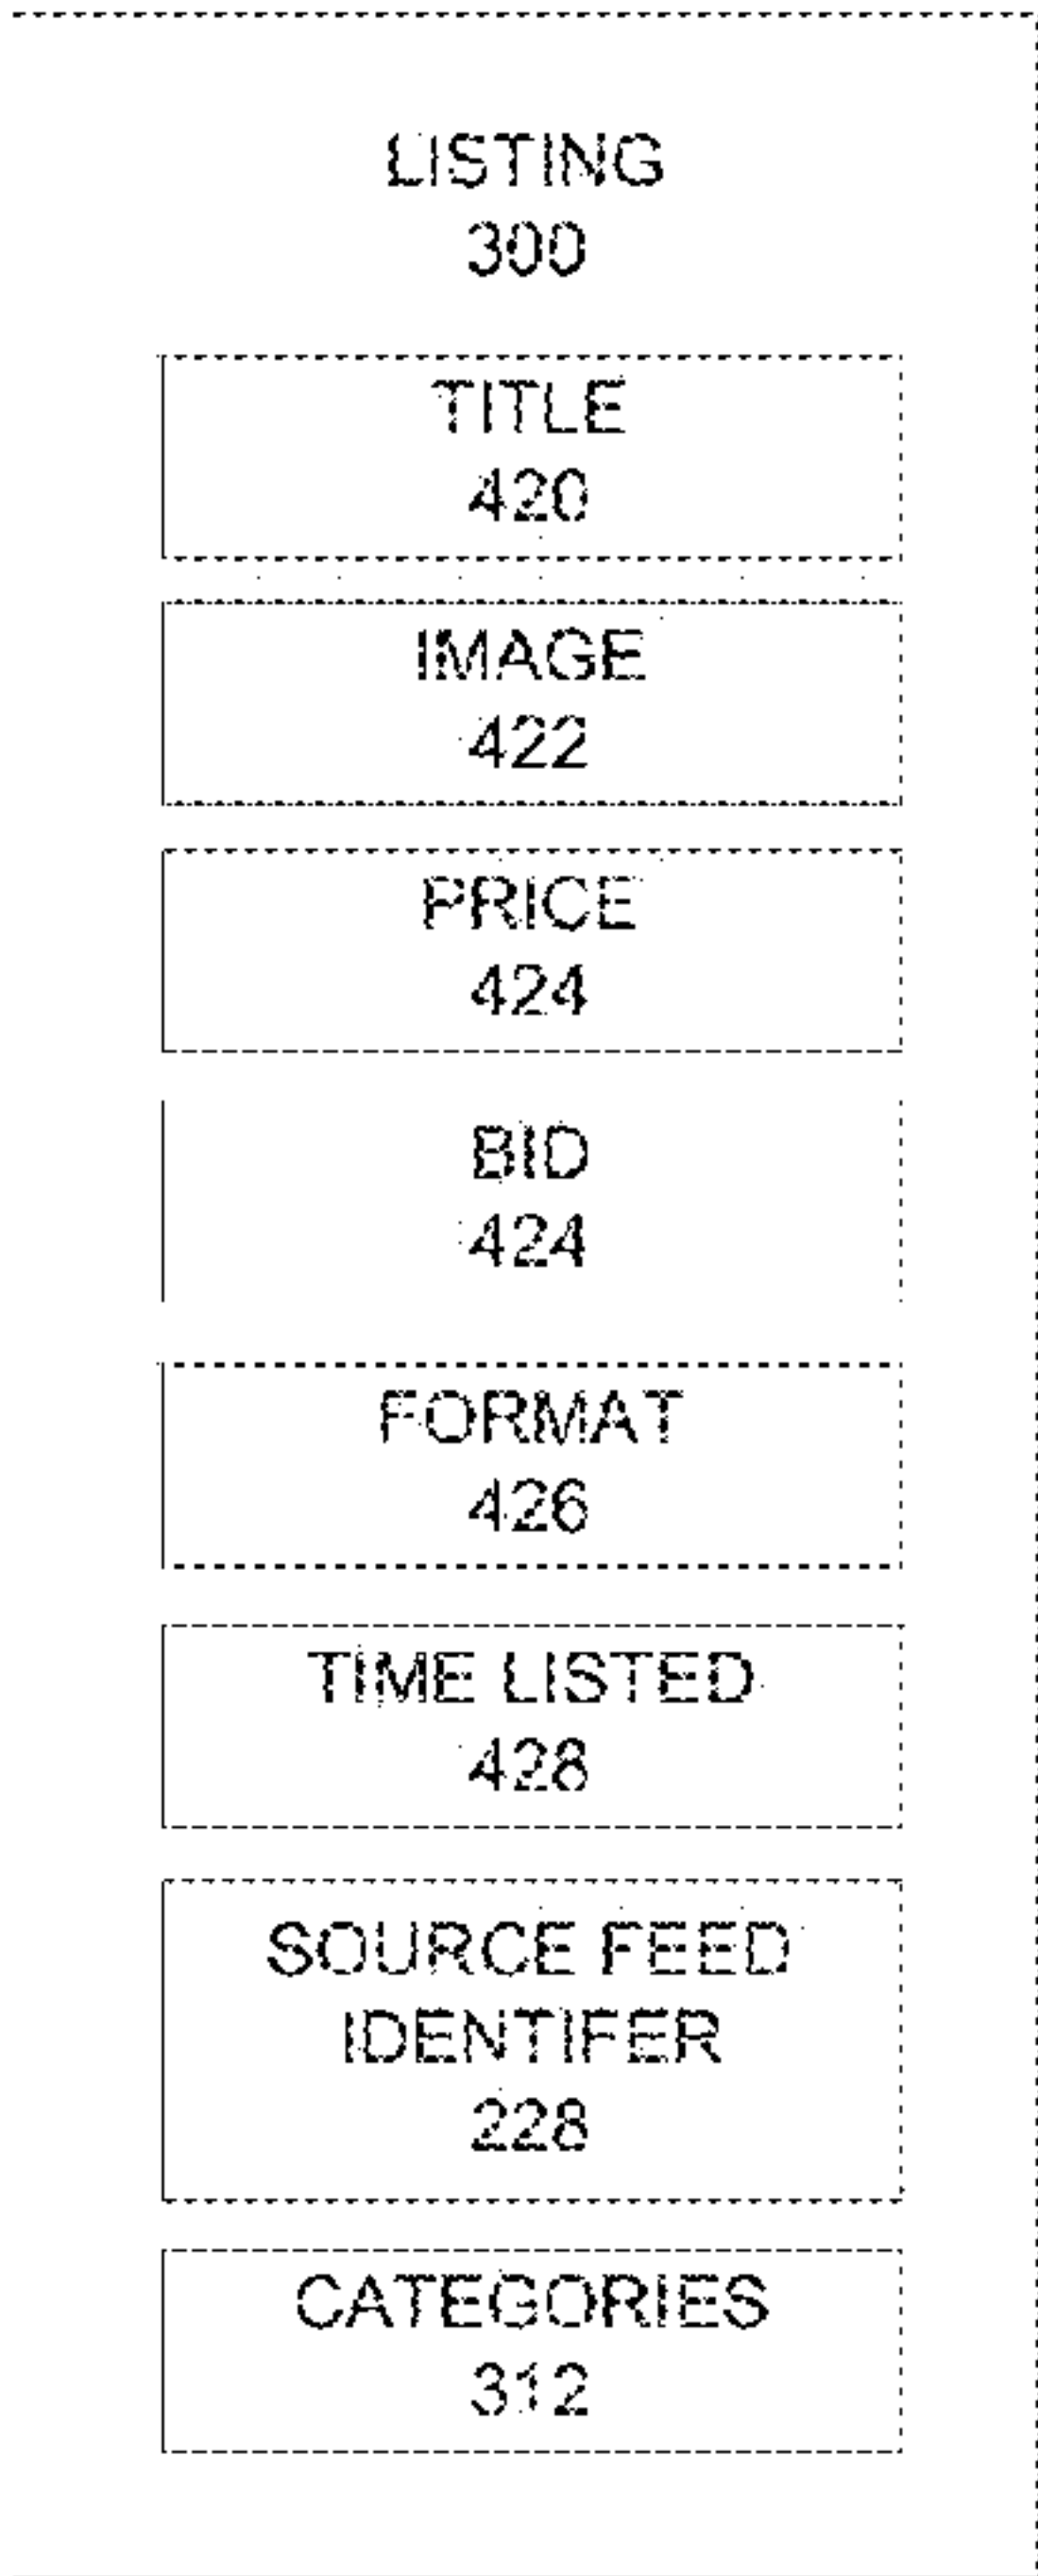 LISTING
300
TITLE
420
IMAGE
422
PRICE
424
BID
424
FORMAT
426
TIME LISTED
428
SOURCE FEED
IDENTIFER
228
CATEGORIES
312